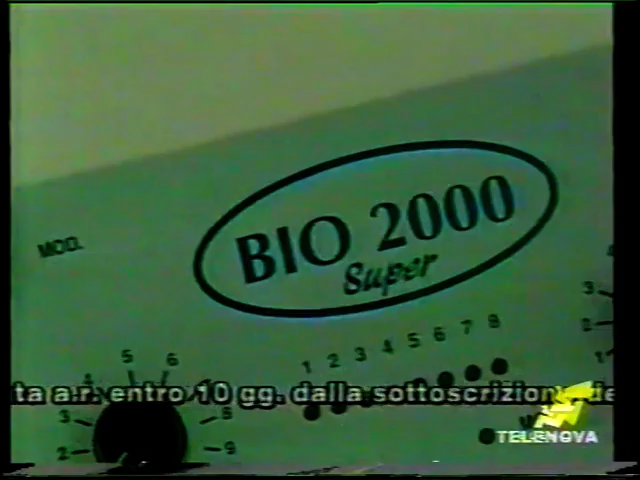 BIO 2000
Super
MOD.
1 2 3 4 5 6 7 8
5 6
4
3
2
8
9
3
2
1
ta a.r. entro 10 gg. dalla sottoscrizion
TELENOVA